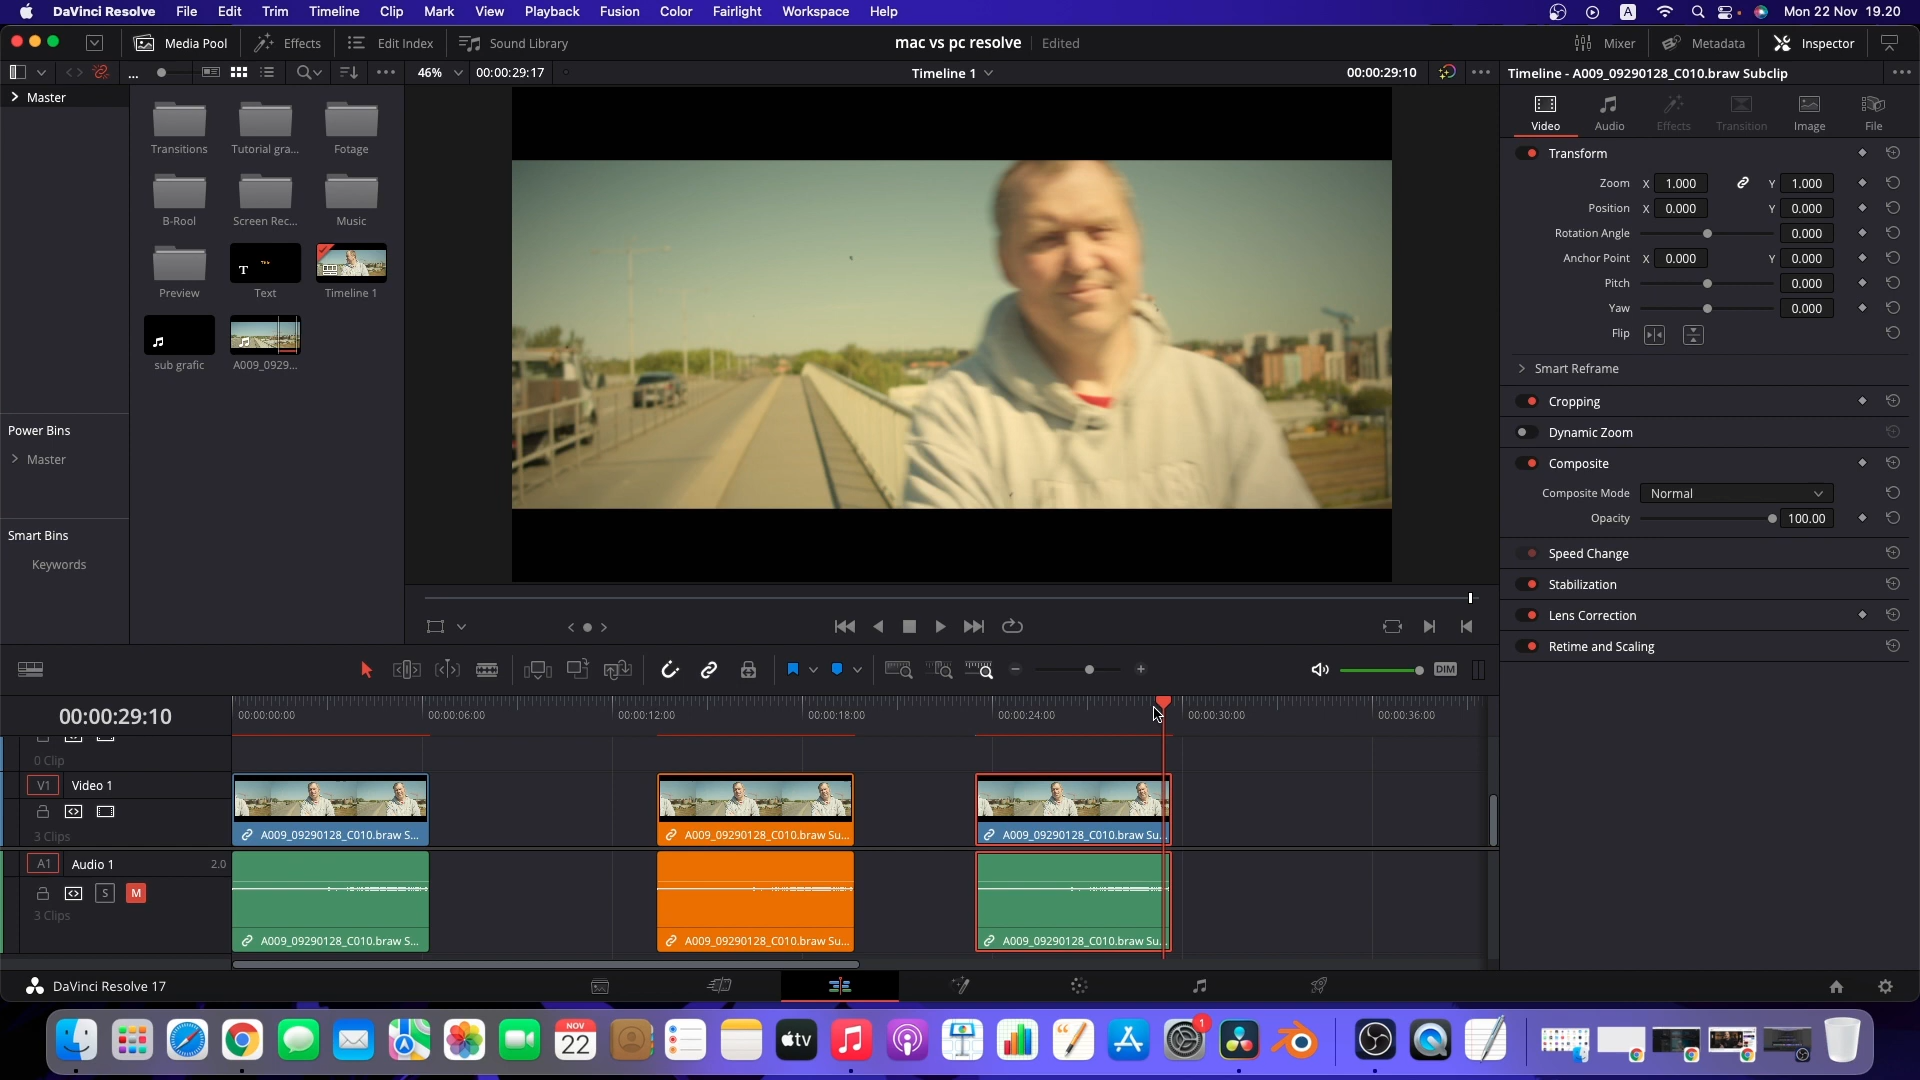 DaVinci Resolve File Edit Trim Timeline Clip Mark View Playback Fusion Color Fairlight Workspace Help A Mon 22 Nov 19.20
Media Pool Effects Edit Index Sound Library mac vs pc resolve Edited Mixer Metadata Inspector
... 46% 00:00:29:17 Timeline 1 00:00:29:10 Timeline - A009_09290128_C010.braw Subclip
Master
Transitions Tutorial gra... Fotage
B-Rool Screen Rec... Music
Preview Text Timeline 1
sub grafic A009_0929...
Power Bins
Master
Smart Bins
Keywords
Video Audio Effects Transition Image File
Transform
Zoom X 1.000 Y 1.000
Position X 0.000 Y 0.000
Rotation Angle 0.000
Anchor Point X 0.000 Y 0.000
Pitch 0.000
Yaw 0.000
Flip
Smart Reframe
Cropping
Dynamic Zoom
Composite
Composite Mode Normal
Opacity 100.00
Speed Change
Stabilization
Lens Correction
Retime and Scaling
DIM
00:00:29:10 00:00:00:00 00:00:06:00 00:00:12:00 00:00:18:00 00:00:24:00 00:00:30:00 00:00:36:00
0 Clip
V1 Video 1
3 Clips
A009_09290128_C010.braw S... A009_09290128_C010.braw Su... A009_09290128_C010.braw Su...
A1 Audio 1 2.0
S M
3 Clips
A009_09290128_C010.braw S... A009_09290128_C010.braw Su... A009_09290128_C010.braw Su...
DaVinci Resolve 17
NOV
22
tv
1